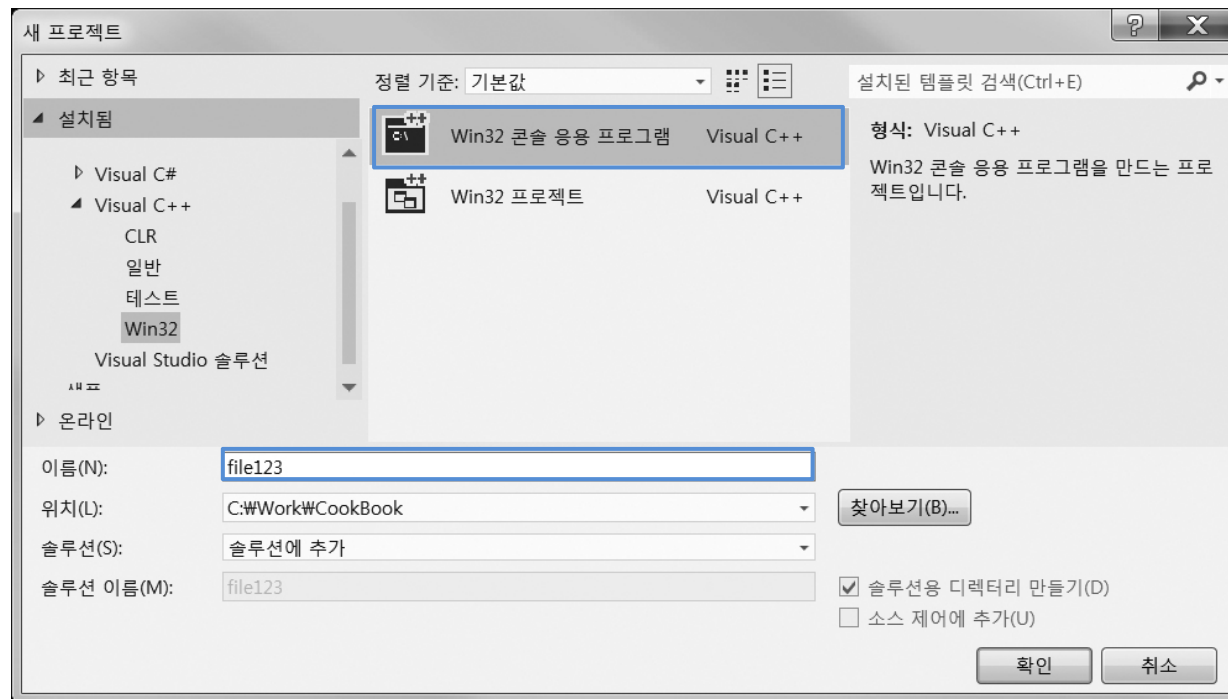 새 프로젝트
최근 항목
설치됨
Visual C#
Visual C++
CLR
일반
테스트
Win32
Visual Studio 솔루션
온라인
정렬 기준: 기본값
Win32 콘솔 응용 프로그램 Visual C++
Win32 프로젝트 Visual C++
설치된 템플릿 검색(Ctrl+E)
형식: Visual C++
Win32 콘솔 응용 프로그램을 만드는 프로
젝트입니다.
이름(N): file123
위치(L): C:₩Work₩CookBook 찾아보기(B)...
솔루션(S): 솔루션에 추가
솔루션 이름(M): file123
솔루션용 디렉터리 만들기(D)
소스 제어에 추가(U)
확인 취소